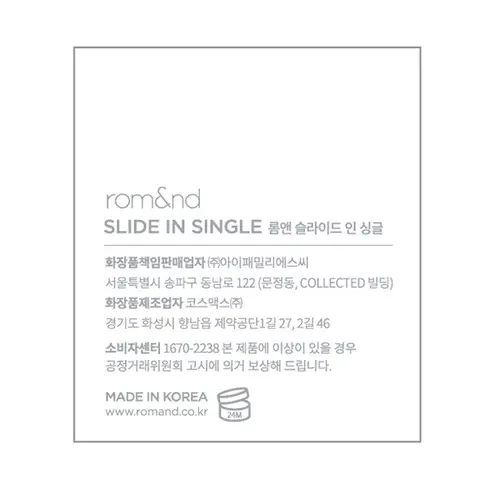 rom&nd
SLIDE IN SINGLE 롬앤 슬라이드 인 싱글
화장품책임판매업자 ㈜아이패밀리에스씨
서울특별시 송파구 동남로 122 (문정동, COLLECTED 빌딩)
화장품제조업자 코스맥스㈜
경기도 화성시 향남읍 제약공단1길 27, 2길 46
소비자센터 1670-2238 본 제품에 이상이 있을 경우
공정거래위원회 고시에 의거 보상해 드립니다.
MADE IN KOREA
www.romand.co.kr
24M